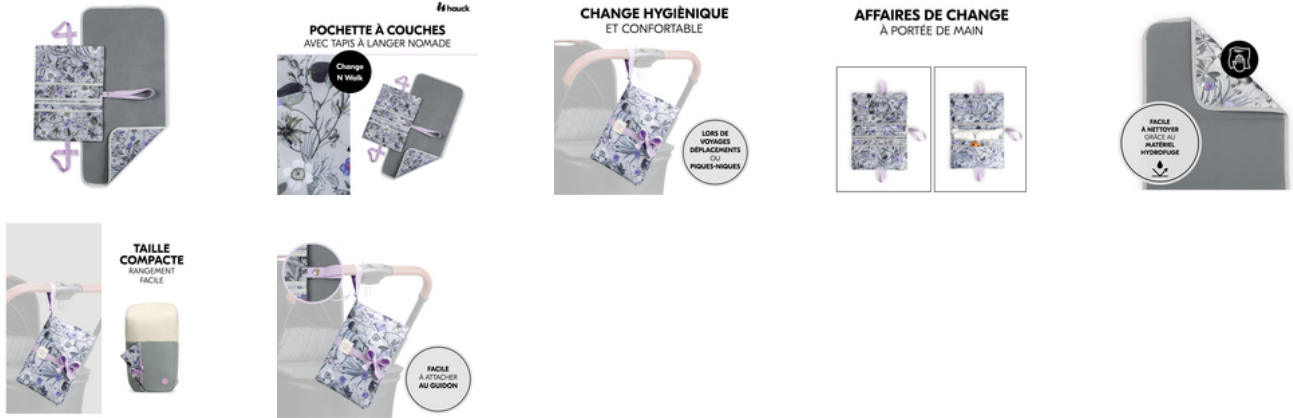 hauck
POCHETTE À COUCHES
AVEC TAPIS À LANGER NOMADE
Change
N Walk
CHANGE HYGIÈNIQUE
ET CONFORTABLE
LORS DE
VOYAGES
DÉPLACEMENTS
OU
PIQUES-NIQUES
AFFAIRES DE CHANGE
À PORTÉE DE MAIN
FACILE
À NETTOYER
GRÂCE AU
MATÉRIEL
HYDROFUGE
TAILLE
COMPACTE
RANGEMENT
FACILE
FACILE
À ATTACHER
AU GUIDON